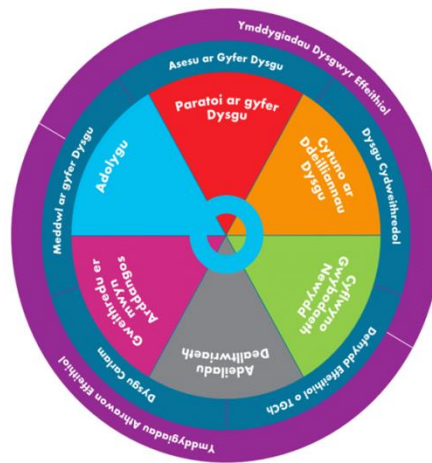 Ymddygiadau Dysgwyr Effeithiol
Asesu ar Gyfer Dysgu
Dysgu Cydweithredol
Defnydd Effeithiol o TGCh
Dysgu Carlam
Meddwl ar gyfer Dysgu
Ymddygiadau Athrawon Effeithiol
Paratoi ar gyfer
Dysgu
Cytuno ar
Ddeilliannau
Dysgu
Cyflwyno
Gwybodaeth
Newydd
Adeiladu
Dealltwriaeth
Gweithredu er
mwyn
Arddangos
Adolygu